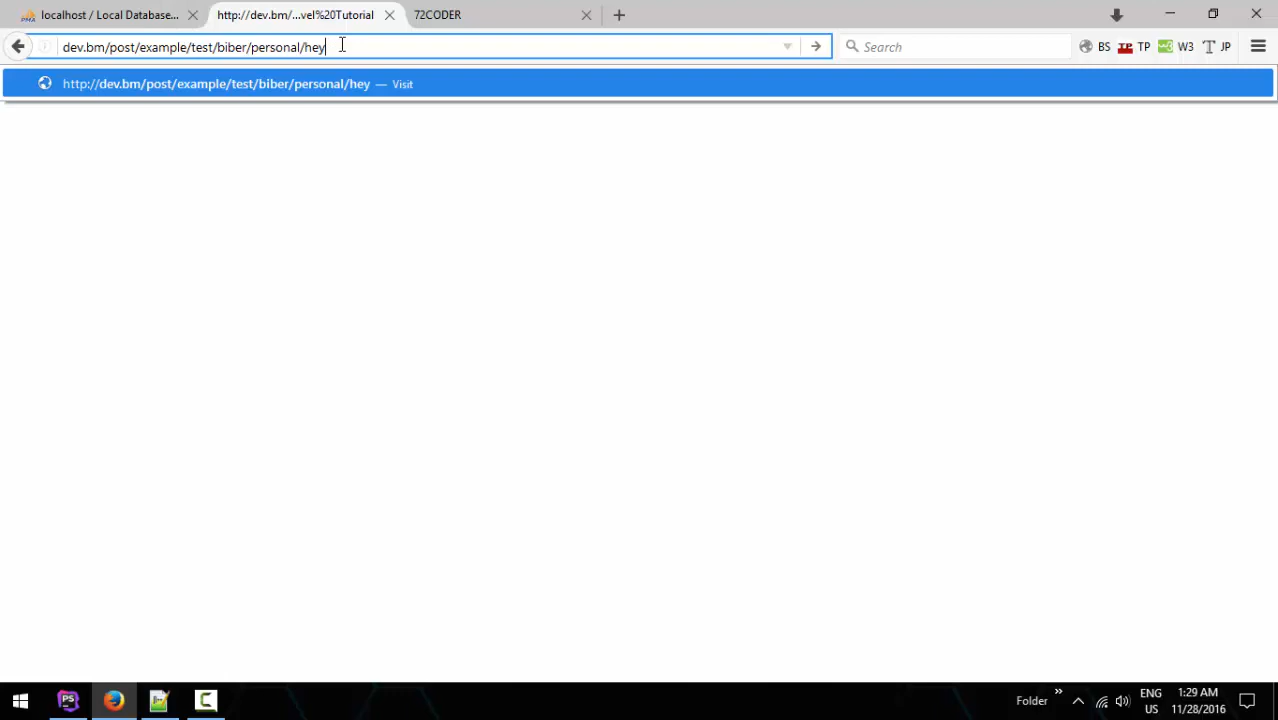 localhost / Local Database...
http://dev.bm/...vel%20Tutorial
72CODER
dev.bm/post/example/test/biber/personal/hey
Search
BS
TP
TP
W3
JP
http://dev.bm/post/example/test/biber/personal/hey — Visit
PS
Folder
ENG
US
1:29 AM
11/28/2016